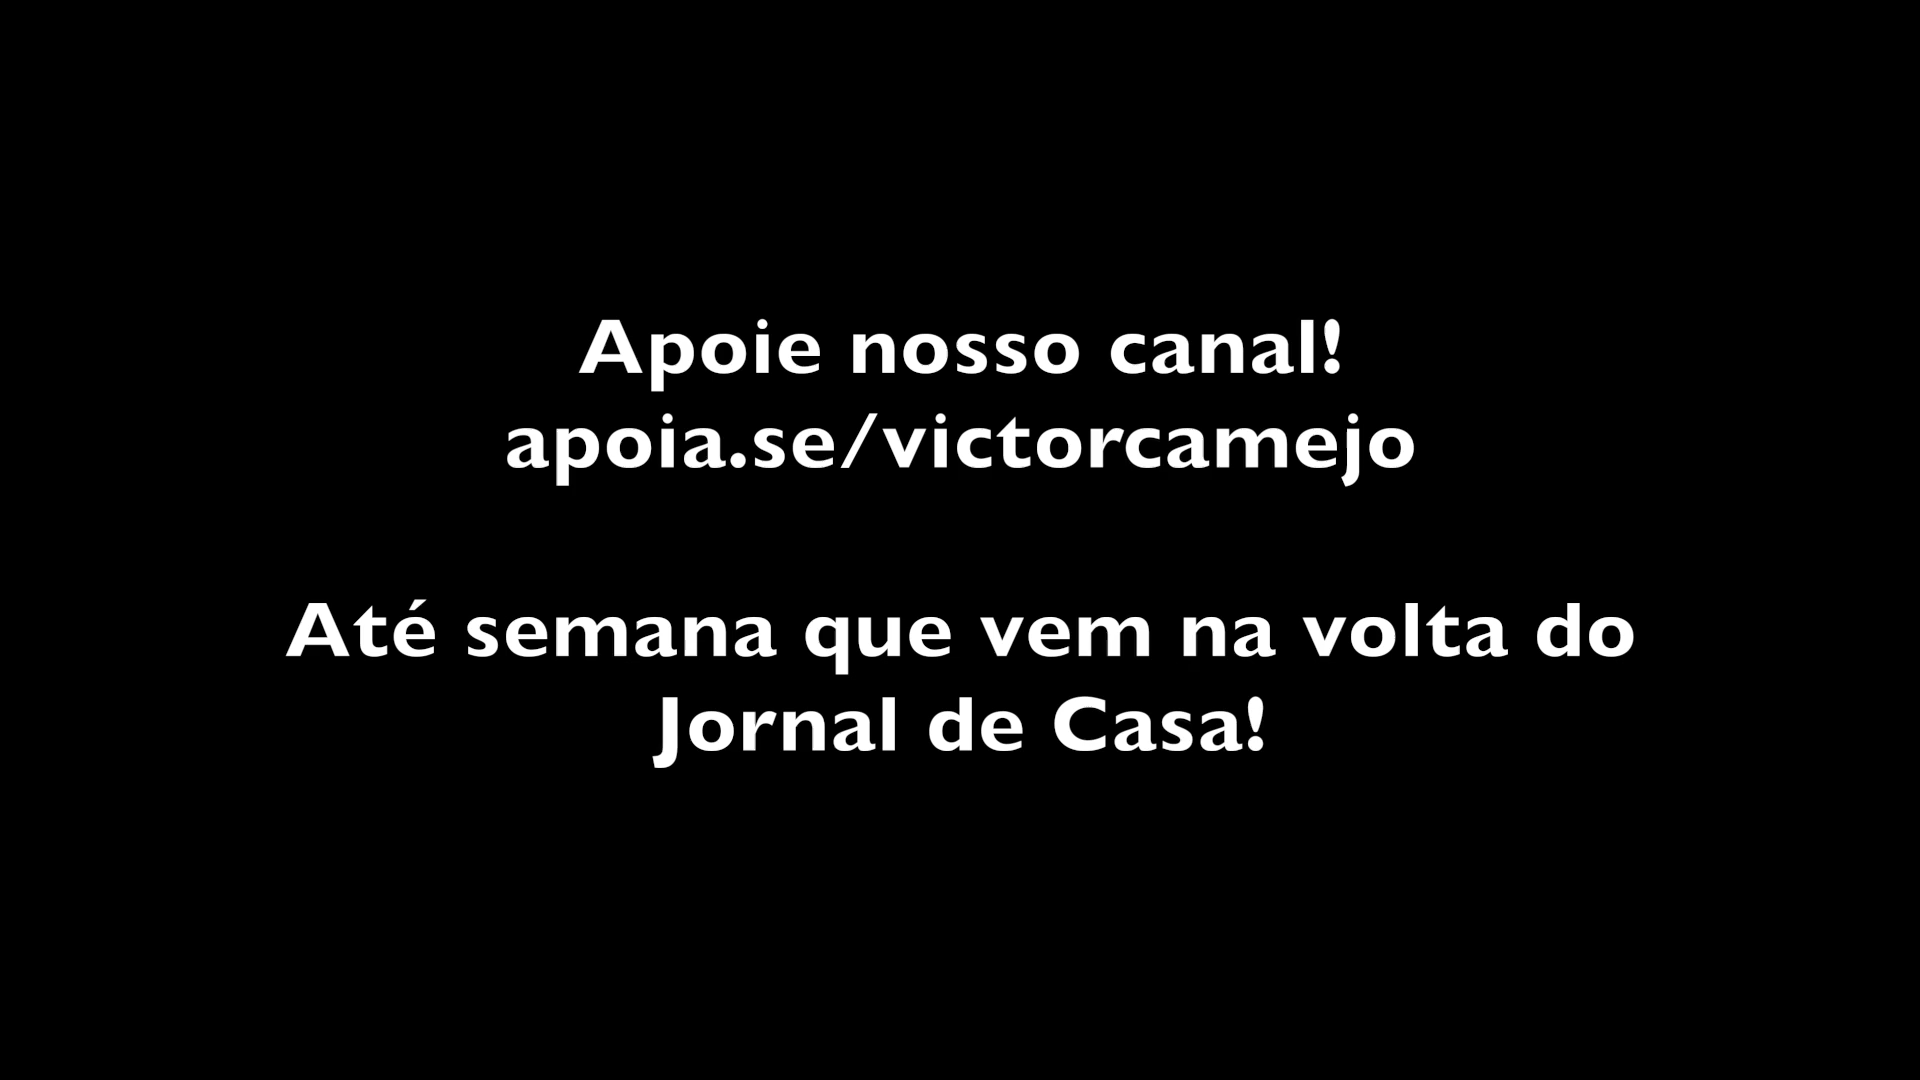 Apoie nosso canal!
apoia.se/victorcamejo
Até semana que vem na volta do
Jornal de Casa!